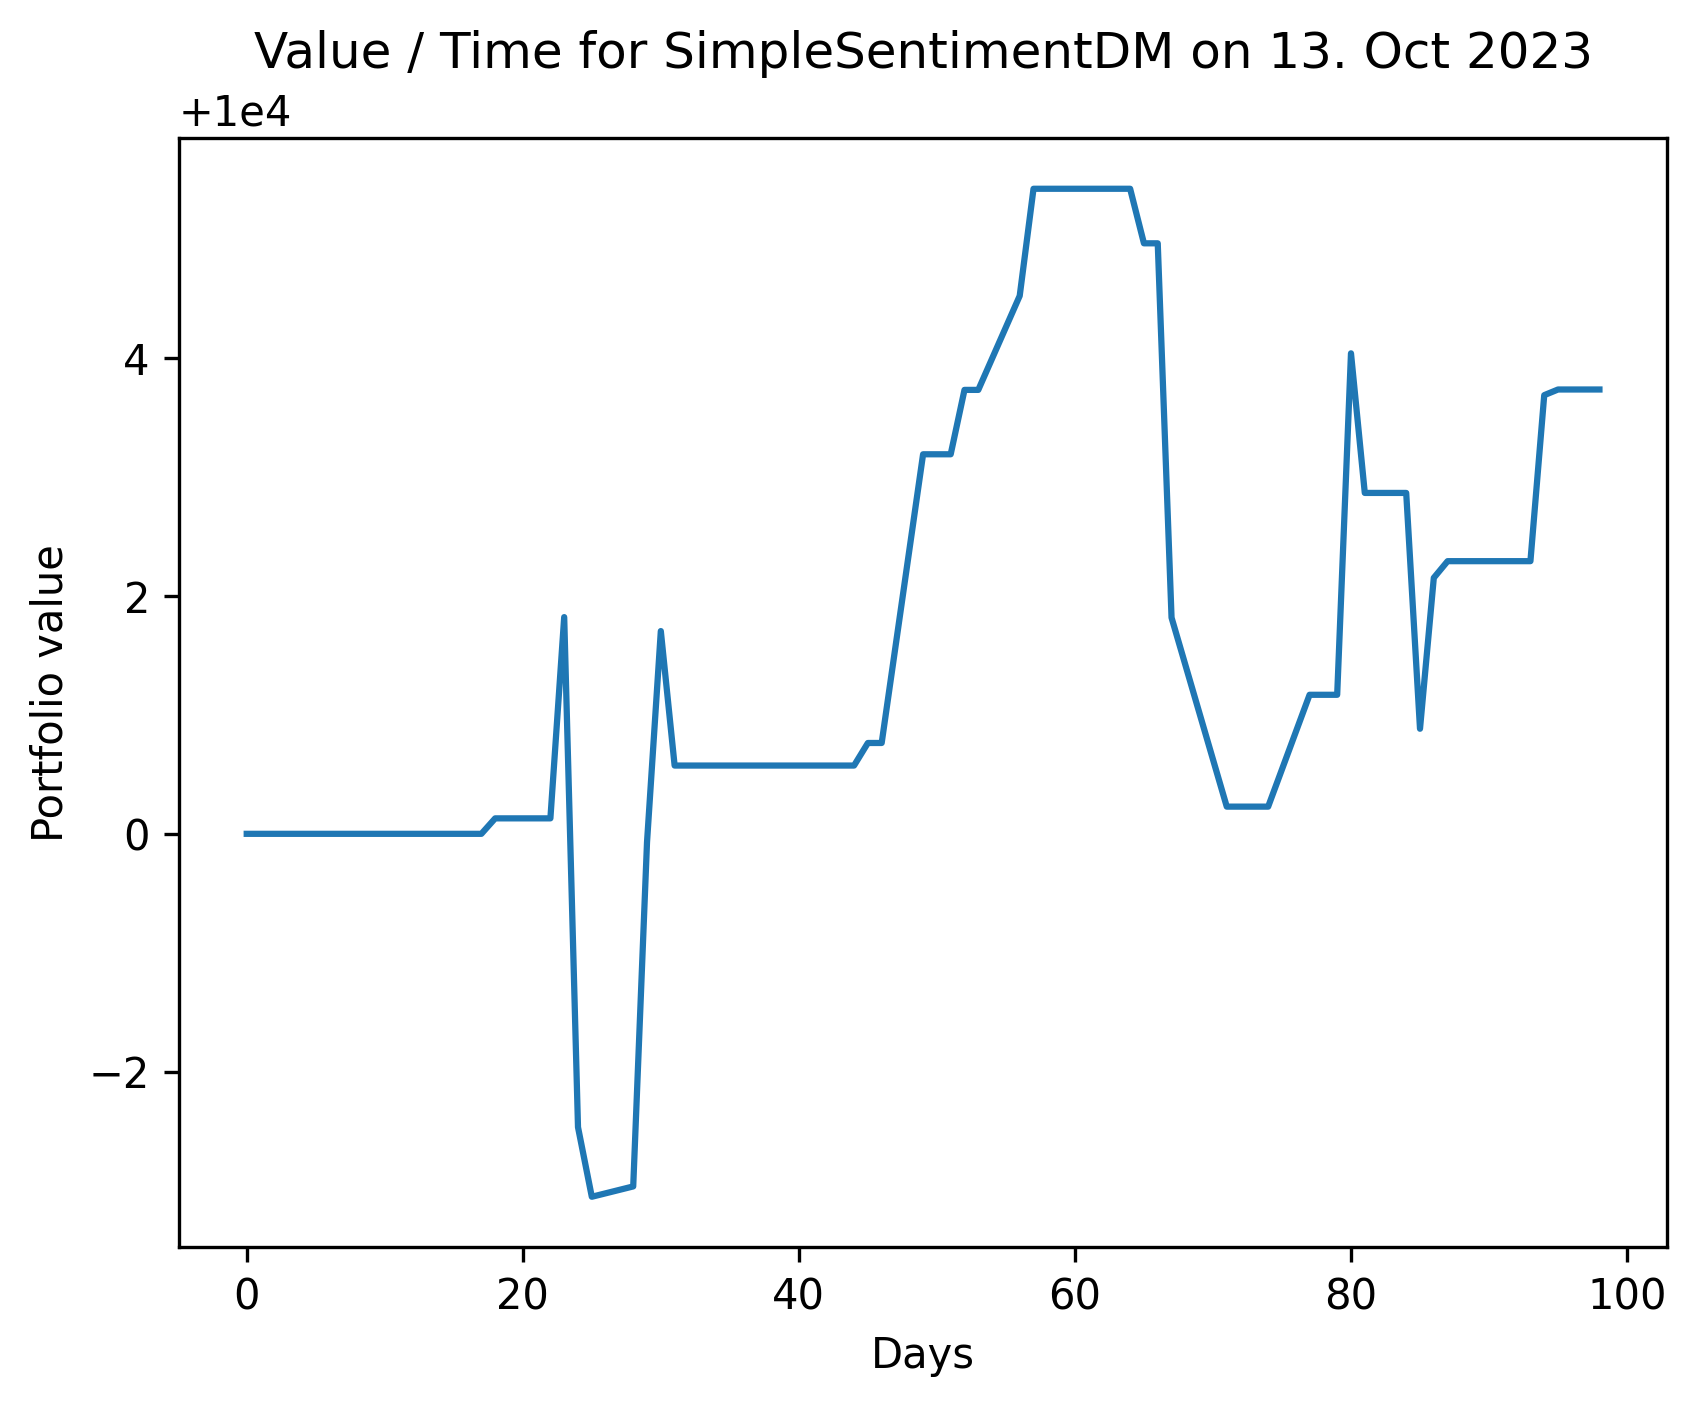 Value / Time for SimpleSentimentDM on 13. Oct 2023
+1e4
4
2
0
−2
Portfolio value
0 20 40 60 80 100
Days